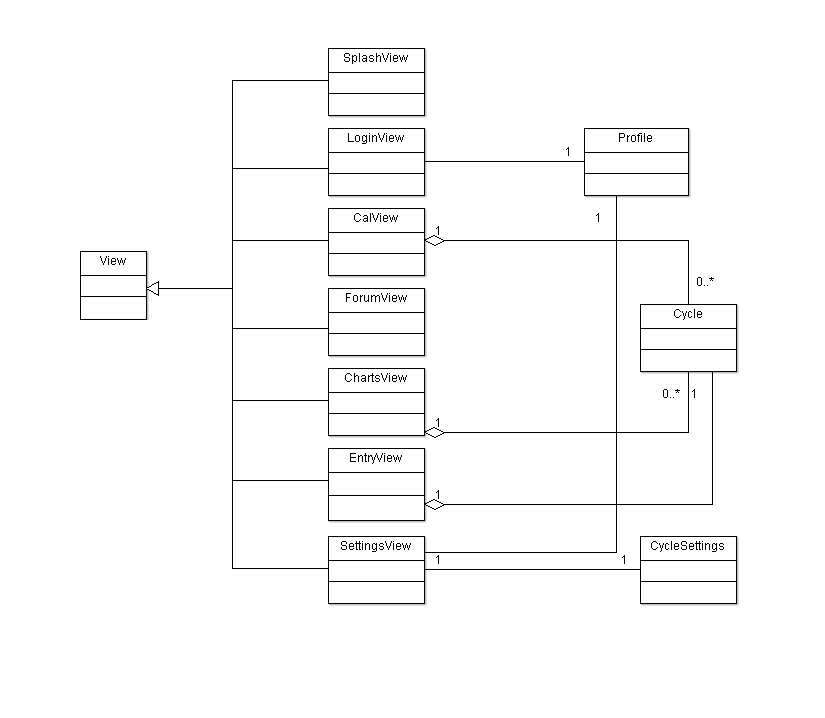 SplashView
LoginView
1
Profile
CalView
1
1
View
0..*
ForumView
Cycle
ChartsView
0..*
1
1
EntryView
1
SettingsView
CycleSettings
1
1